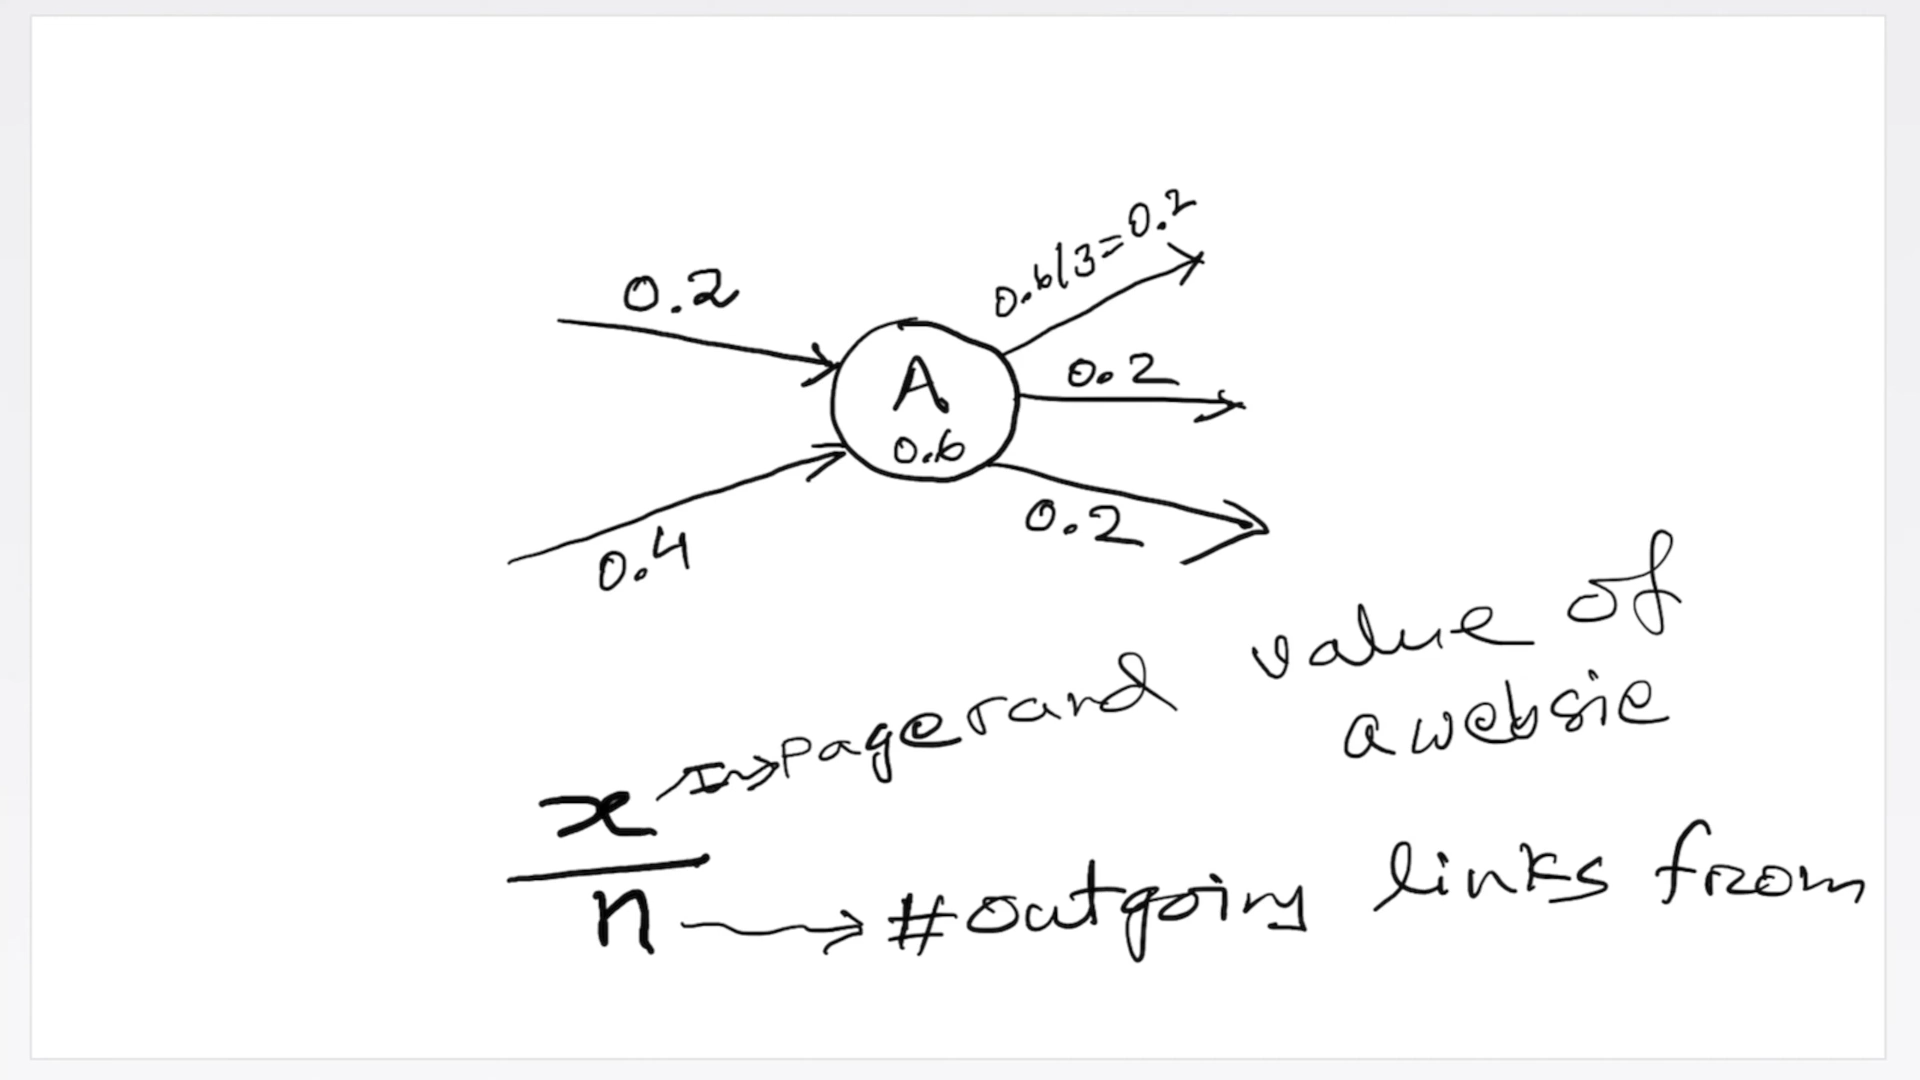 0.6/3=0.2
0.2
0.2
A
0.6
0.2
0.4
x → pagerand value of
a websie
n → #outgoing links from